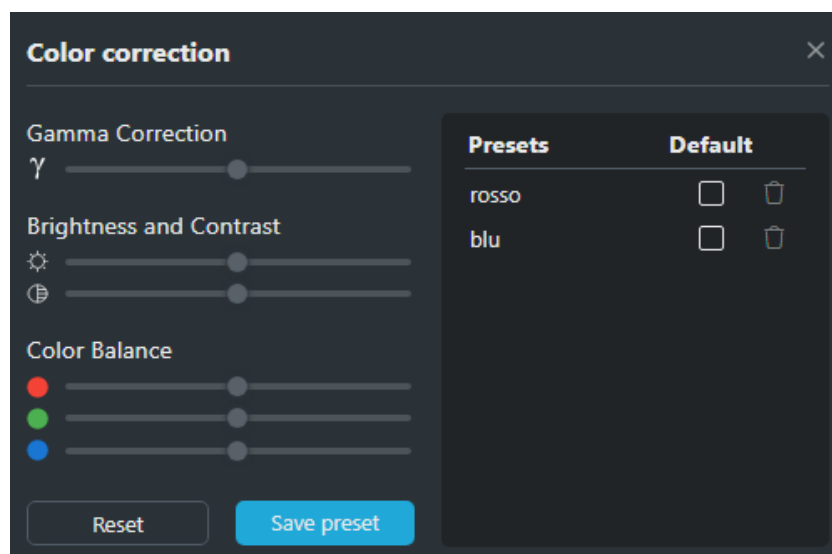 Color correction
Gamma Correction
γ
Brightness and Contrast
Color Balance
Reset
Save preset
Presets Default
rosso
blu